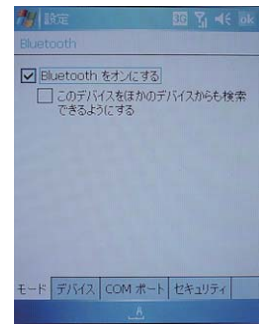 設定 3G ok
Bluetooth
Bluetooth をオンにする
このデバイスをほかのデバイスからも検索
できるようにする
モード デバイス COM ポート セキュリティ
A